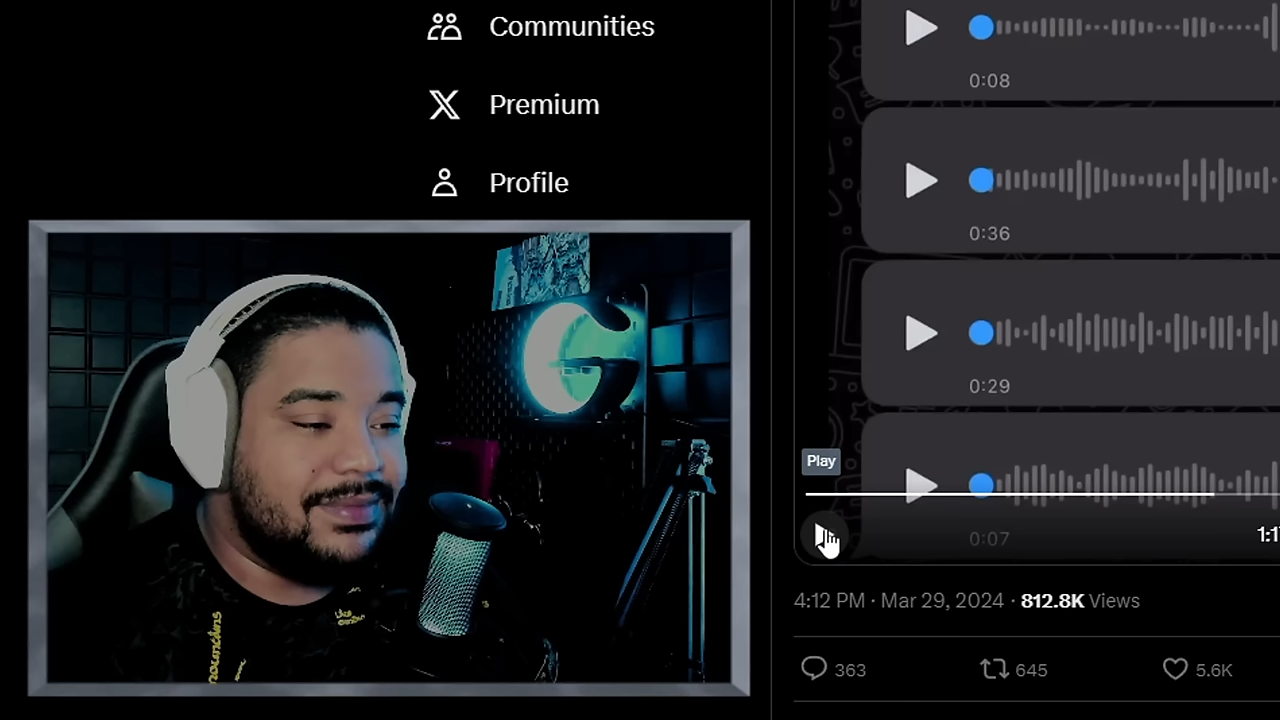 Communities
Premium
Profile
0:08
0:36
0:29
Play
0:07
4:12 PM · Mar 29, 2024 · 812.8K Views
363
645
5.6K